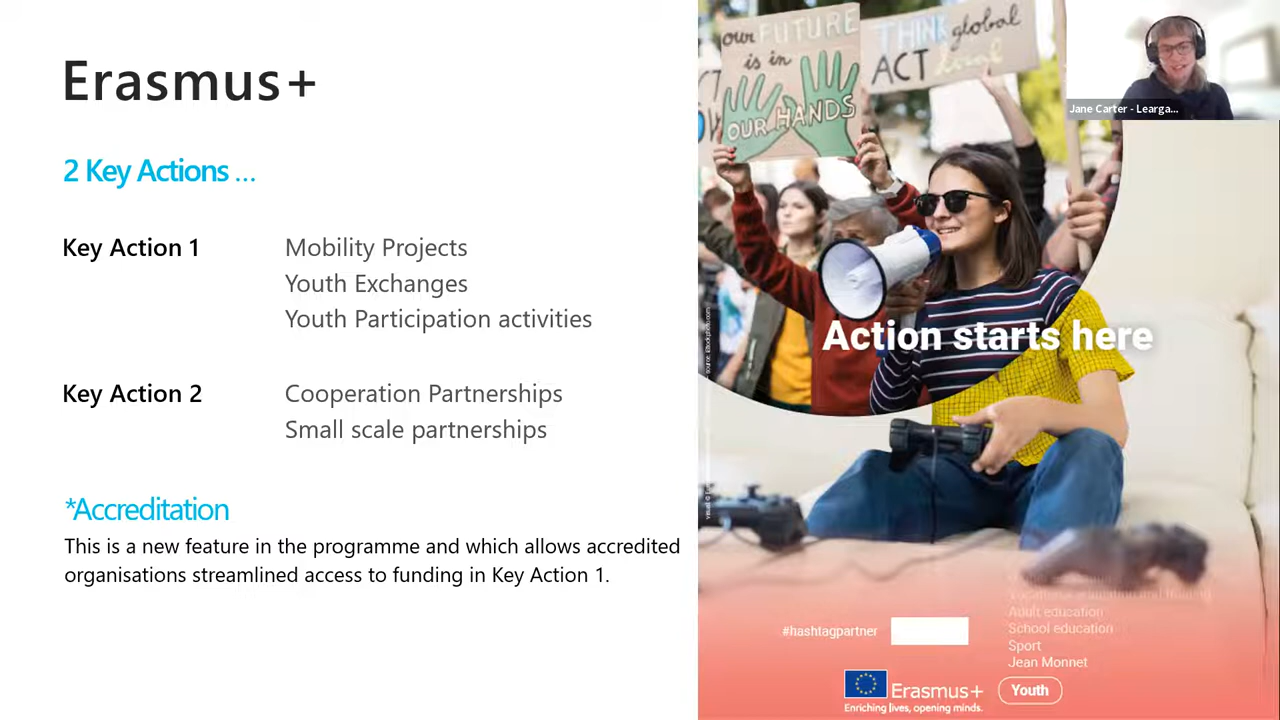 Erasmus+
2 Key Actions ...
Key Action 1
Mobility Projects
Youth Exchanges
Youth Participation activities
Key Action 2
Cooperation Partnerships
Small scale partnerships
*Accreditation
This is a new feature in the programme and which allows accredited
organisations streamlined access to funding in Key Action 1.
our FUTURE
is in
OUR HANDS
THINK global
ACT local
Jane Carter - Learga...
Action starts here
#hashtagpartner
Adult education
School education
Sport
Jean Monnet
Youth
Erasmus+
Enriching lives, opening minds.